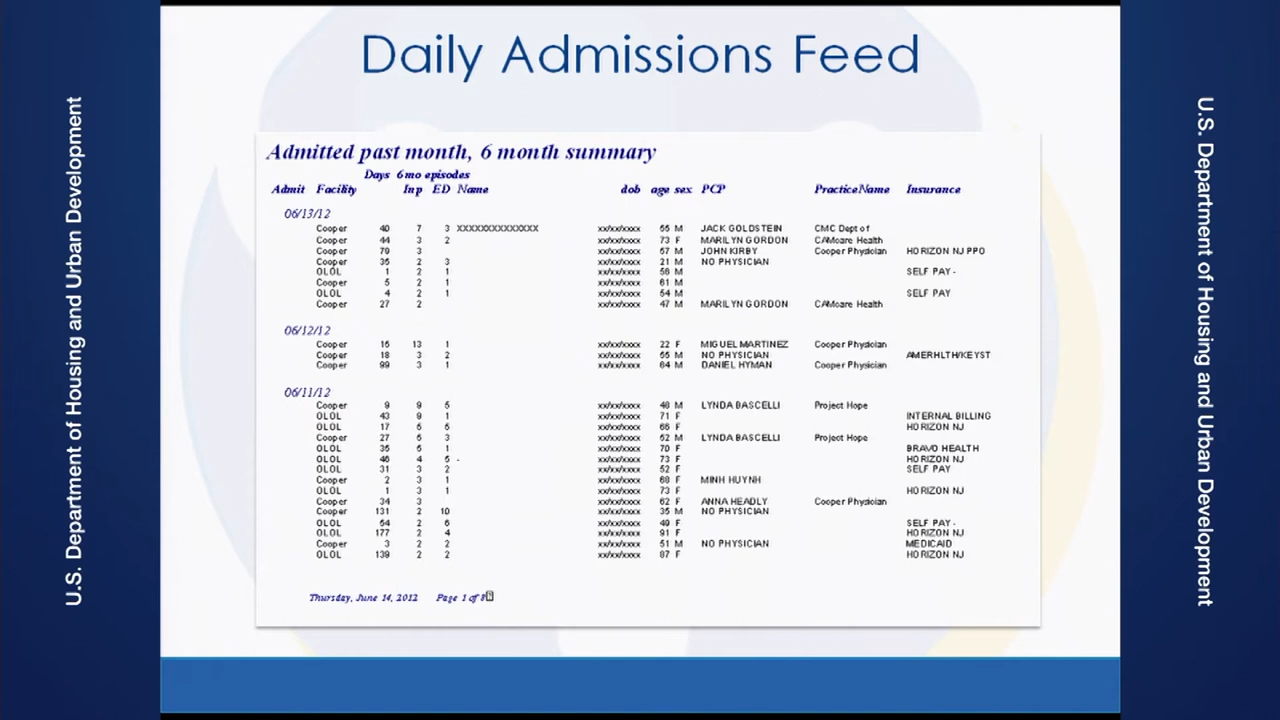 Daily Admissions Feed
U.S. Department of Housing and Urban Development
Admitted past month, 6 month summary
Days 6mo episodes
Admit Facility Inp ED Name dob age sex PCP PracticeName Insurance
06/13/12
Cooper 40 7 3 XXXXXXXXXXXXXX xx/xx/xxxx 55 M JACK GOLDSTEIN CMC Dept of
Cooper 44 3 2 xx/xx/xxxx 73 F MARILYN GORDON CAMcare Health
Cooper 79 3 xx/xx/xxxx 57 M JOHN KIRBY Cooper Physician HORIZON NJ PPO
Cooper 35 2 3 xx/xx/xxxx 21 M NO PHYSICIAN
OLOL 1 2 1 xx/xx/xxxx 56 M SELF PAY -
Cooper 5 2 1 xx/xx/xxxx 61 M
OLOL 4 2 1 xx/xx/xxxx 54 M SELF PAY
Cooper 27 2 xx/xx/xxxx 47 M MARILYN GORDON CAMcare Health
06/12/12
Cooper 15 13 1 xx/xx/xxxx 22 F MIGUEL MARTINEZ Cooper Physician
Cooper 18 3 2 xx/xx/xxxx 55 M NO PHYSICIAN AMERHLTH/KEYST
Cooper 99 3 1 xx/xx/xxxx 64 M DANIEL HYMAN Cooper Physician
06/11/12
Cooper 9 9 5 xx/xx/xxxx 48 M LYNDA BASCELLI Project Hope
OLOL 43 8 1 xx/xx/xxxx 71 F INTERNAL BILLING
OLOL 17 5 5 xx/xx/xxxx 66 F HORIZON NJ
Cooper 27 5 3 xx/xx/xxxx 52 M LYNDA BASCELLI Project Hope
OLOL 35 5 1 xx/xx/xxxx 70 F BRAVO HEALTH
OLOL 46 4 5 - xx/xx/xxxx 73 F HORIZON NJ
OLOL 31 3 2 xx/xx/xxxx 52 F SELF PAY
Cooper 2 3 1 xx/xx/xxxx 68 F MINH HUYNH
OLOL 1 3 1 xx/xx/xxxx 73 F HORIZON NJ
Cooper 34 3 xx/xx/xxxx 62 F ANNA HEADLY Cooper Physician
Cooper 131 2 10 xx/xx/xxxx 35 M NO PHYSICIAN
OLOL 54 2 6 xx/xx/xxxx 49 F SELF PAY -
OLOL 177 2 4 xx/xx/xxxx 91 F HORIZON NJ
Cooper 3 2 2 xx/xx/xxxx 51 M NO PHYSICIAN MEDICAID
OLOL 139 2 2 xx/xx/xxxx 87 F HORIZON NJ
Thursday, June 14, 2012 Page 1 of 8
U.S. Department of Housing and Urban Development